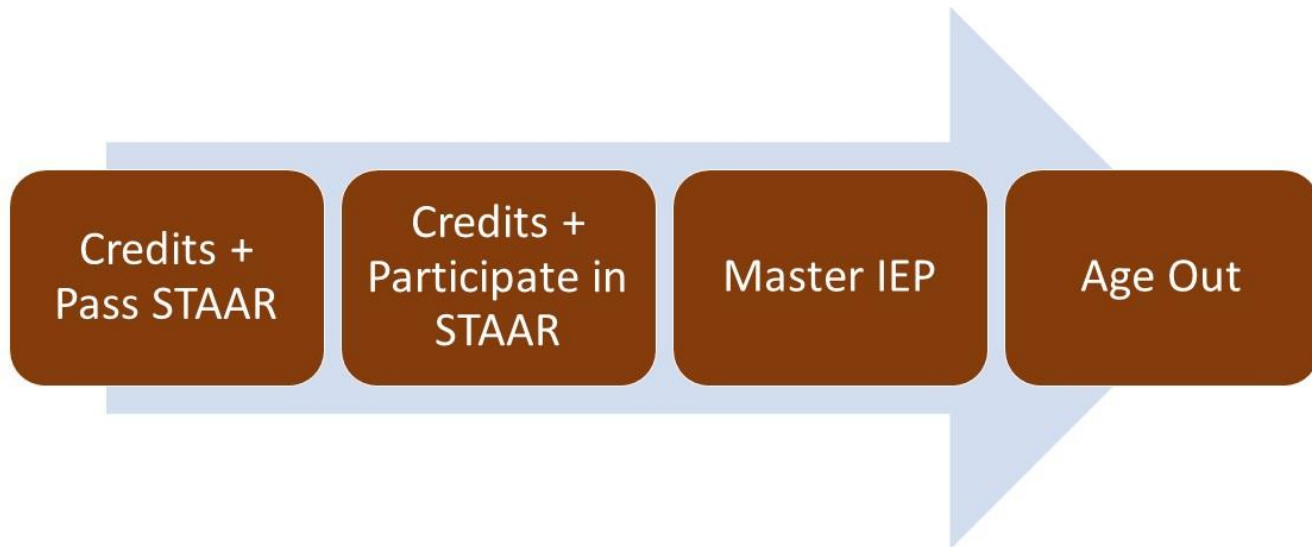 Credits +
Pass STAAR
Credits +
Participate in
STAAR
Master IEP
Age Out